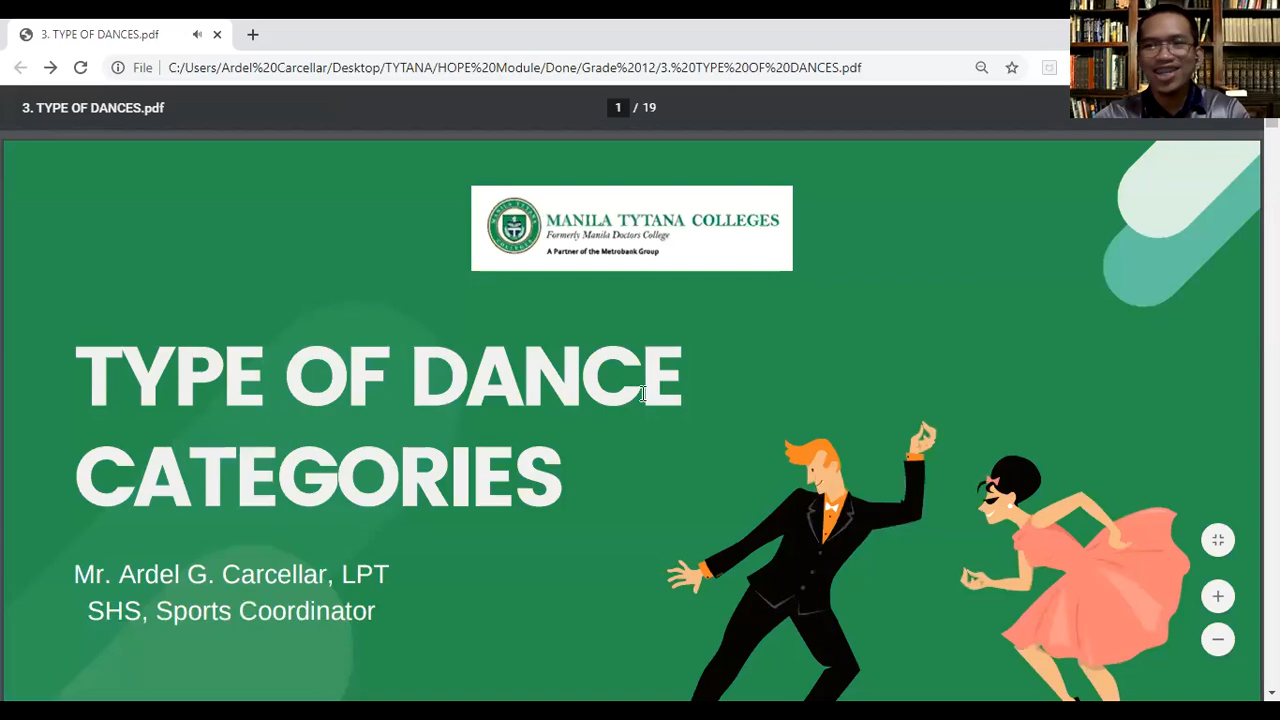 3. TYPE OF DANCES.pdf
File
C:/Users/Ardel%20Carcellar/Desktop/TYTANA/HOPE%20Module/Done/Grade%2012/3.%20TYPE%20OF%20DANCES.pdf
3. TYPE OF DANCES.pdf
1 / 19
MANILA TYTANA COLLEGES
Formerly Manila Doctors College
A Partner of the Metrobank Group
TYPE OF DANCE
CATEGORIES
Mr. Ardel G. Carcellar, LPT
SHS, Sports Coordinator